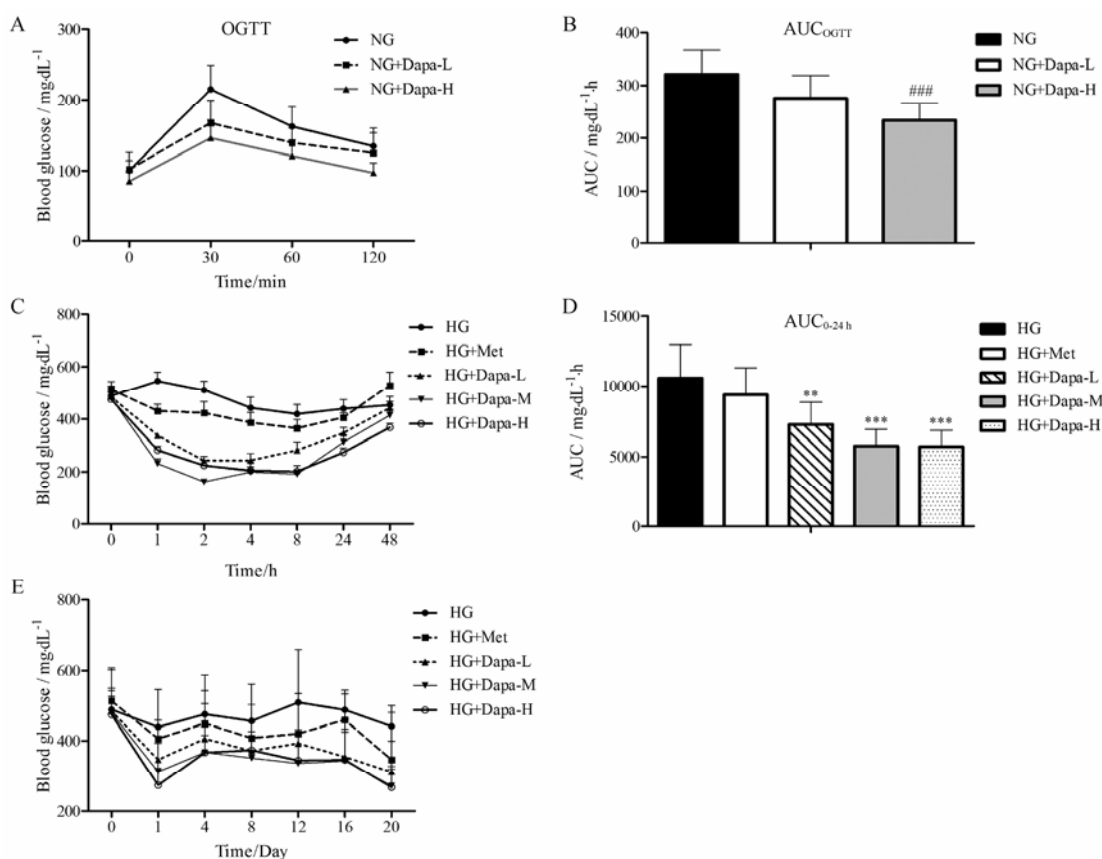 A
OGTT
300
200
100
0
Blood glucose / mg·dL⁻¹
0 30 60 120
Time/min
NG
NG+Dapa-L
NG+Dapa-H
B
AUCOGTT
400
300
200
100
0
AUC / mg·dL⁻¹·h
###
NG
NG+Dapa-L
NG+Dapa-H
C
800
600
400
200
0
Blood glucose / mg·dL⁻¹
0 1 2 4 8 24 48
Time/h
HG
HG+Met
HG+Dapa-L
HG+Dapa-M
HG+Dapa-H
D
AUC0-24 h
15000
10000
5000
0
AUC / mg·dL⁻¹·h
** *** ***
HG
HG+Met
HG+Dapa-L
HG+Dapa-M
HG+Dapa-H
E
800
600
400
200
Blood glucose / mg·dL⁻¹
0 1 4 8 12 16 20
Time/Day
HG
HG+Met
HG+Dapa-L
HG+Dapa-M
HG+Dapa-H